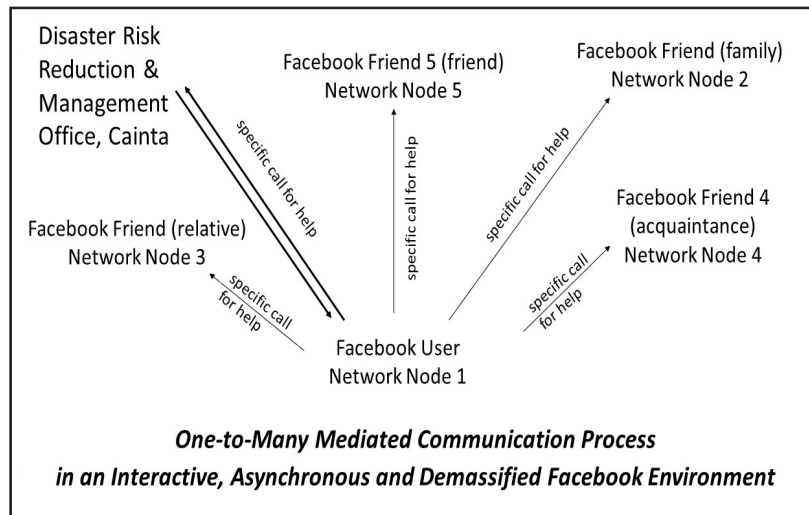 Disaster Risk
Reduction &
Management
Office, Cainta
Facebook Friend 5 (friend)
Network Node 5
Facebook Friend (family)
Network Node 2
specific call for help
specific call for help
specific call for help
Facebook Friend (relative)
Network Node 3
Facebook Friend 4
(acquaintance)
Network Node 4
specific call
for help
specific call
for help
Facebook User
Network Node 1
One-to-Many Mediated Communication Process
in an Interactive, Asynchronous and Demassified Facebook Environment